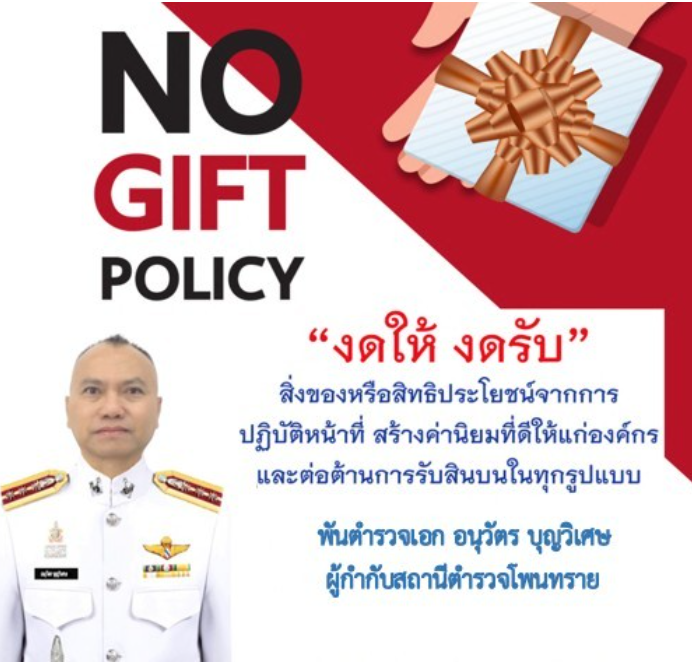 NO
GIFT
POLICY
“งดให้ งดรับ”
สิ่งของหรือสิทธิประโยชน์จากการ
ปฏิบัติหน้าที่ สร้างค่านิยมที่ดีให้แก่องค์กร
และต่อต้านการรับสินบนในทุกรูปแบบ
พันตำรวจเอก อนุวัตร บุญวิเศษ
ผู้กำกับสถานีตำรวจโพนทราย